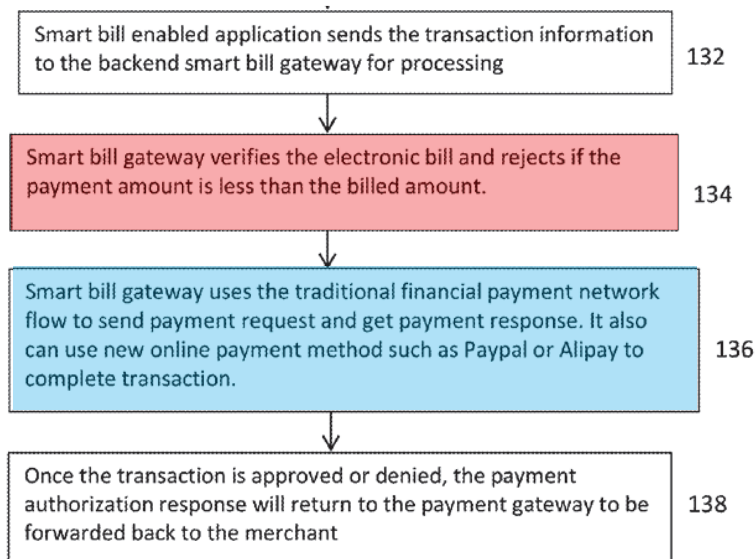 Smart bill enabled application sends the transaction information
to the backend smart bill gateway for processing
132
Smart bill gateway verifies the electronic bill and rejects if the
payment amount is less than the billed amount.
134
Smart bill gateway uses the traditional financial payment network
flow to send payment request and get payment response. It also
can use new online payment method such as Paypal or Alipay to
complete transaction.
136
Once the transaction is approved or denied, the payment
authorization response will return to the payment gateway to be
forwarded back to the merchant
138